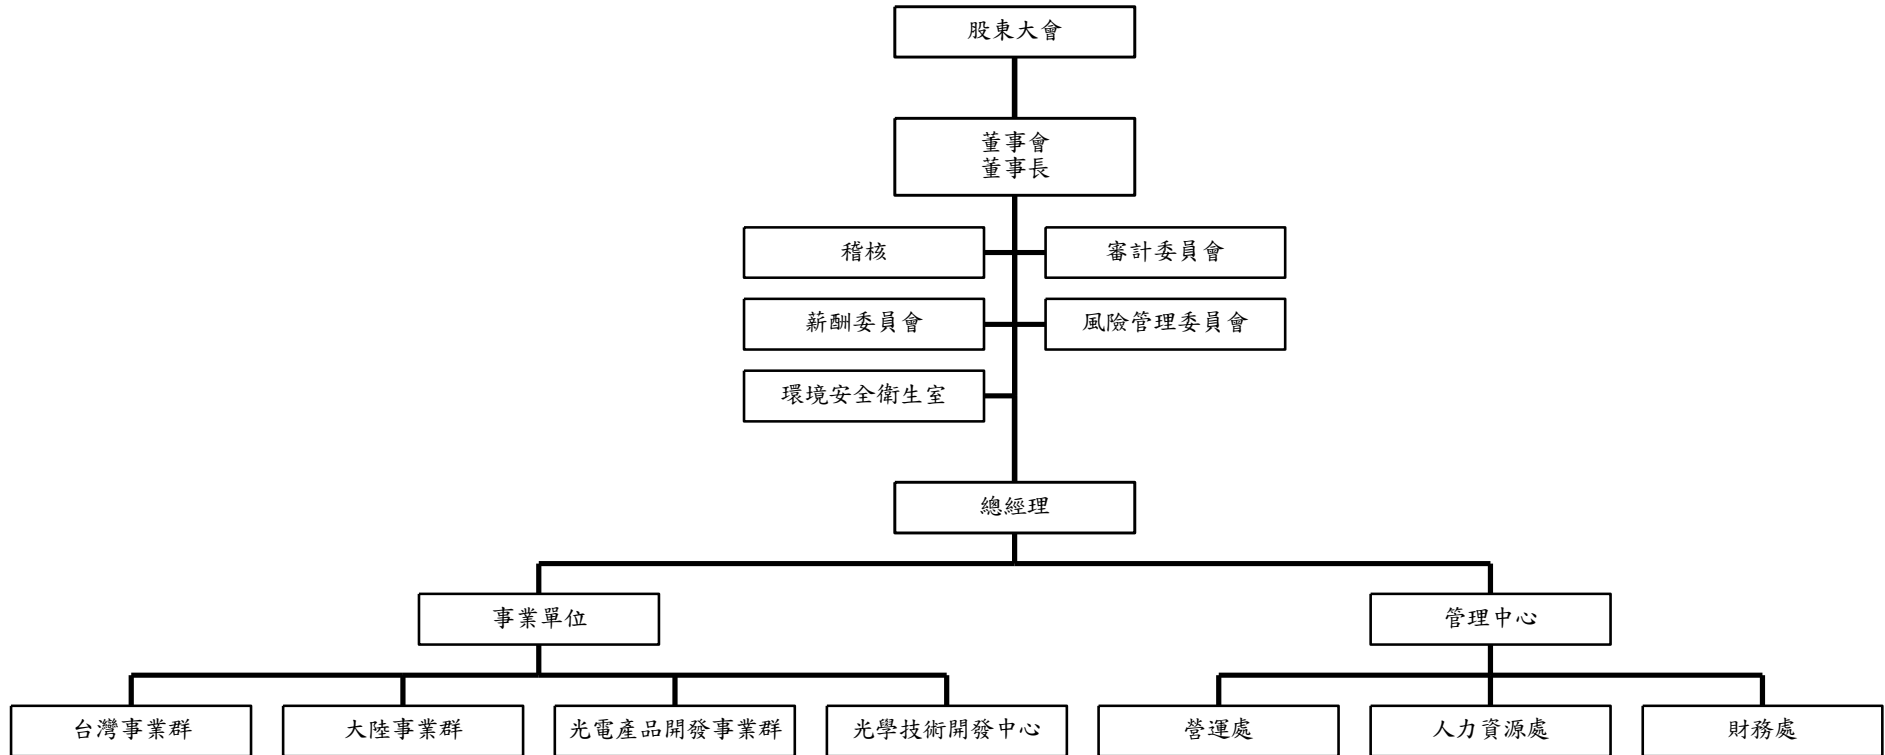 股東大會
董事會
董事長
稽核
審計委員會
薪酬委員會
風險管理委員會
環境安全衛生室
總經理
事業單位
管理中心
台灣事業群
大陸事業群
光電產品開發事業群
光學技術開發中心
營運處
人力資源處
財務處